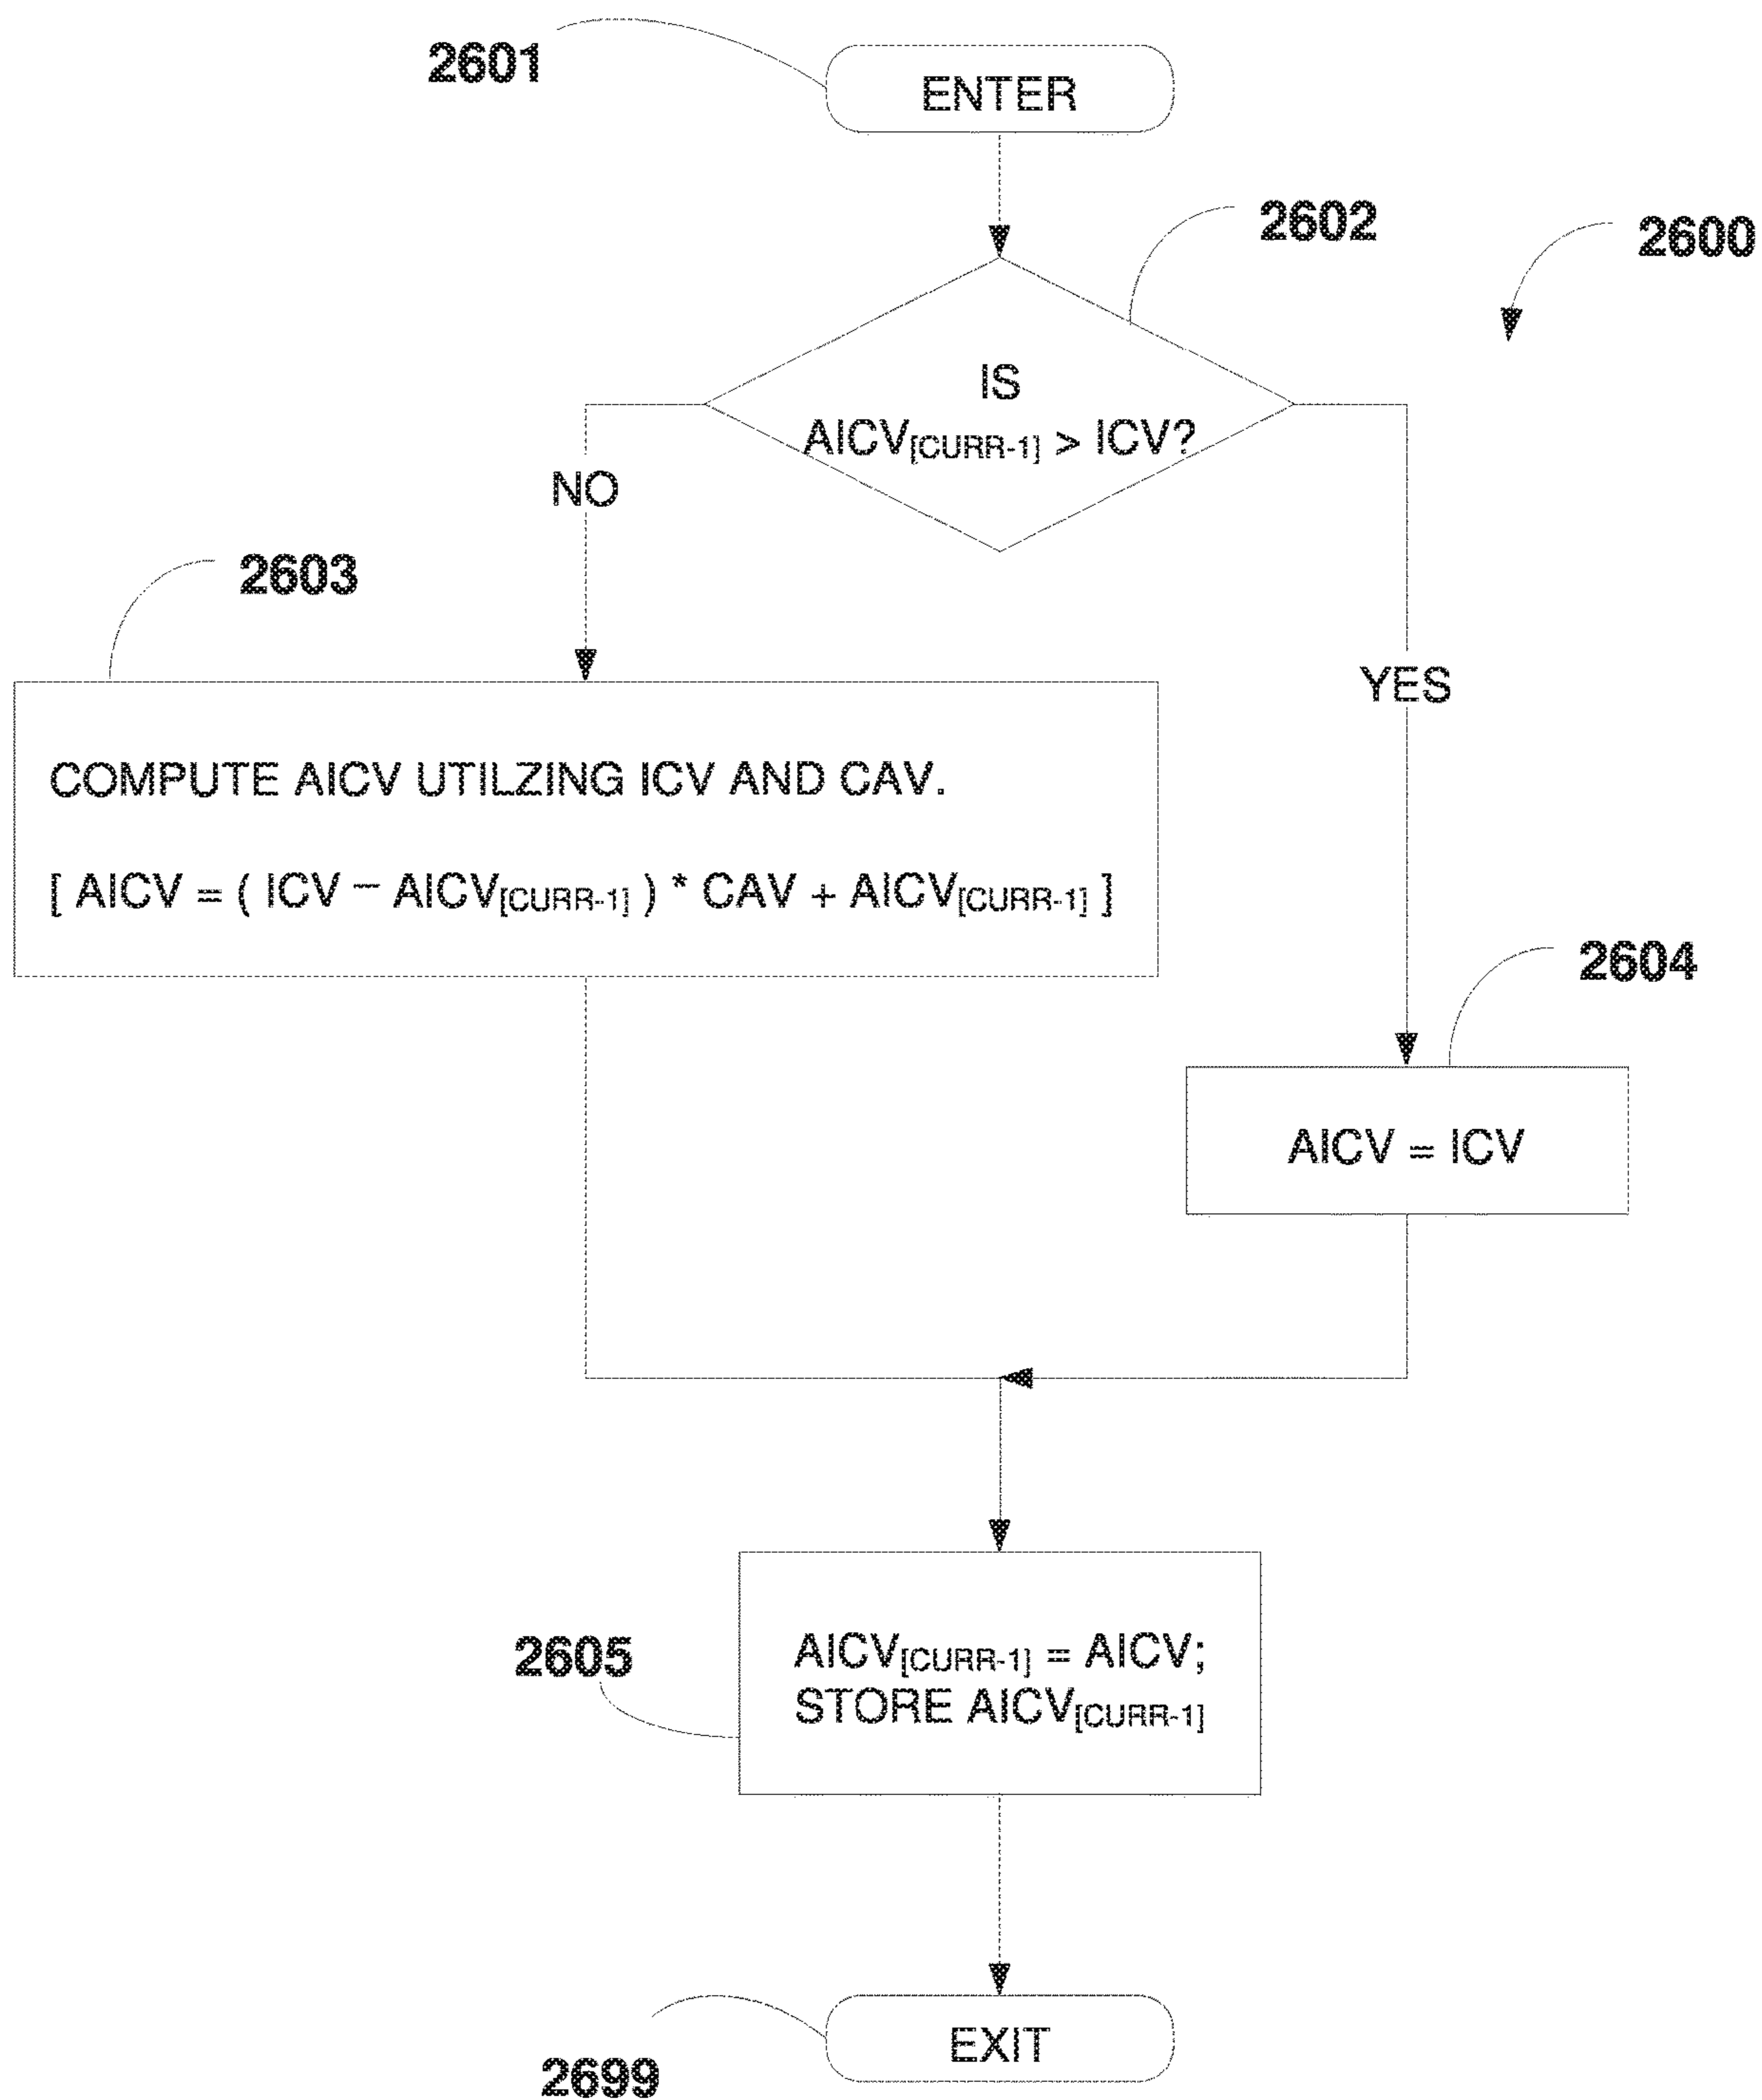 2601
ENTER
2602
2600
IS
AICV[CURR-1] > ICV?
NO
2603
YES
COMPUTE AICV UTILZING ICV AND CAV.
[ AICV = ( ICV – AICV[CURR-1] ) * CAV + AICV[CURR-1] ]
2604
AICV = ICV
2605
AICV[CURR-1] = AICV;
STORE AICV[CURR-1]
EXIT
2699